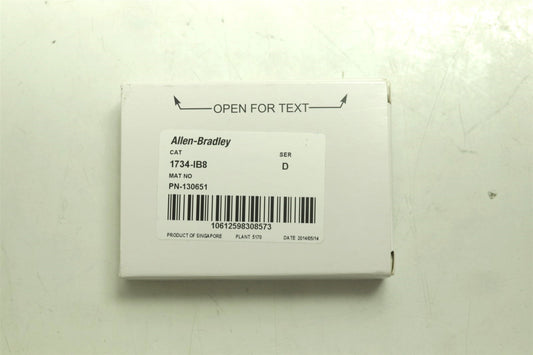 OPEN FOR TEXT
Allen-Bradley
CAT SER
1734-IB8 D
MAT NO
PN-130651
10612598308573
PRODUCT OF SINGAPORE PLANT 5170 DATE 2014/05/14